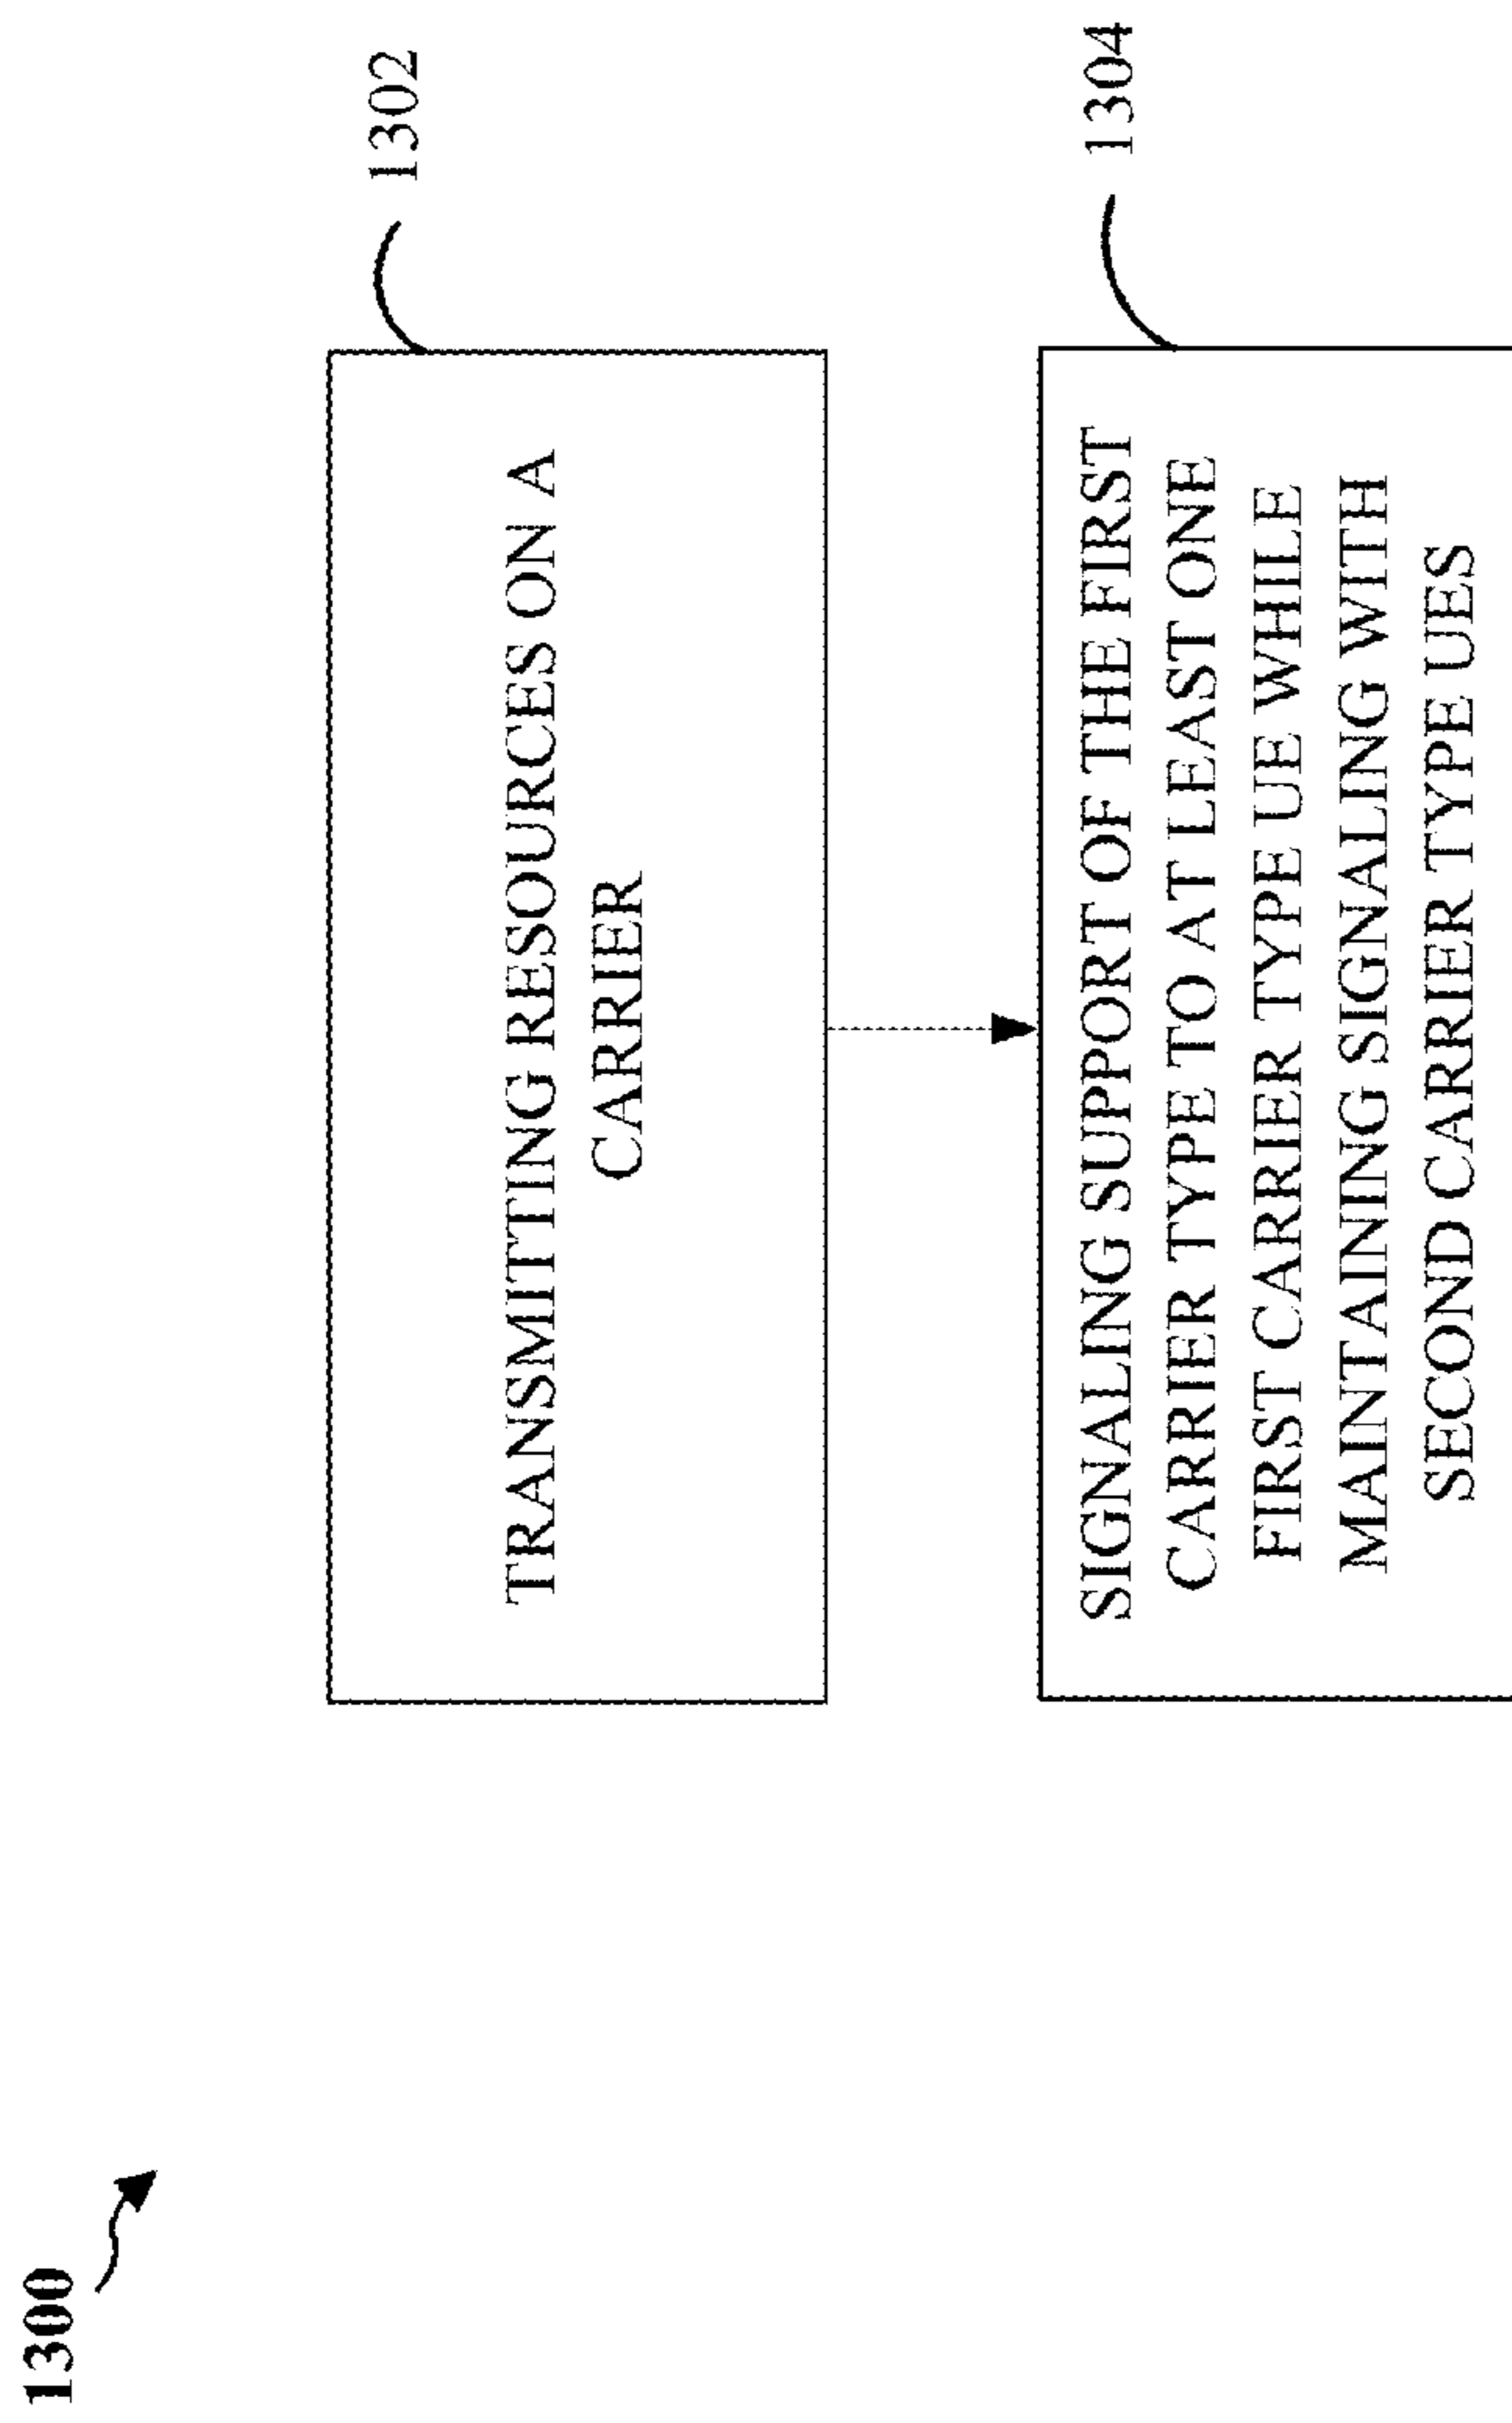 1300
1302
TRANSMITTING RESOURCES ON A
CARRIER
1304
SIGNALING SUPPORT OF THE FIRST
CARRIER TYPE TO AT LEAST ONE
FIRST CARRIER TYPE UE WHILE
MAINTAINING SIGNALING WITH
SECOND CARRIER TYPE UES